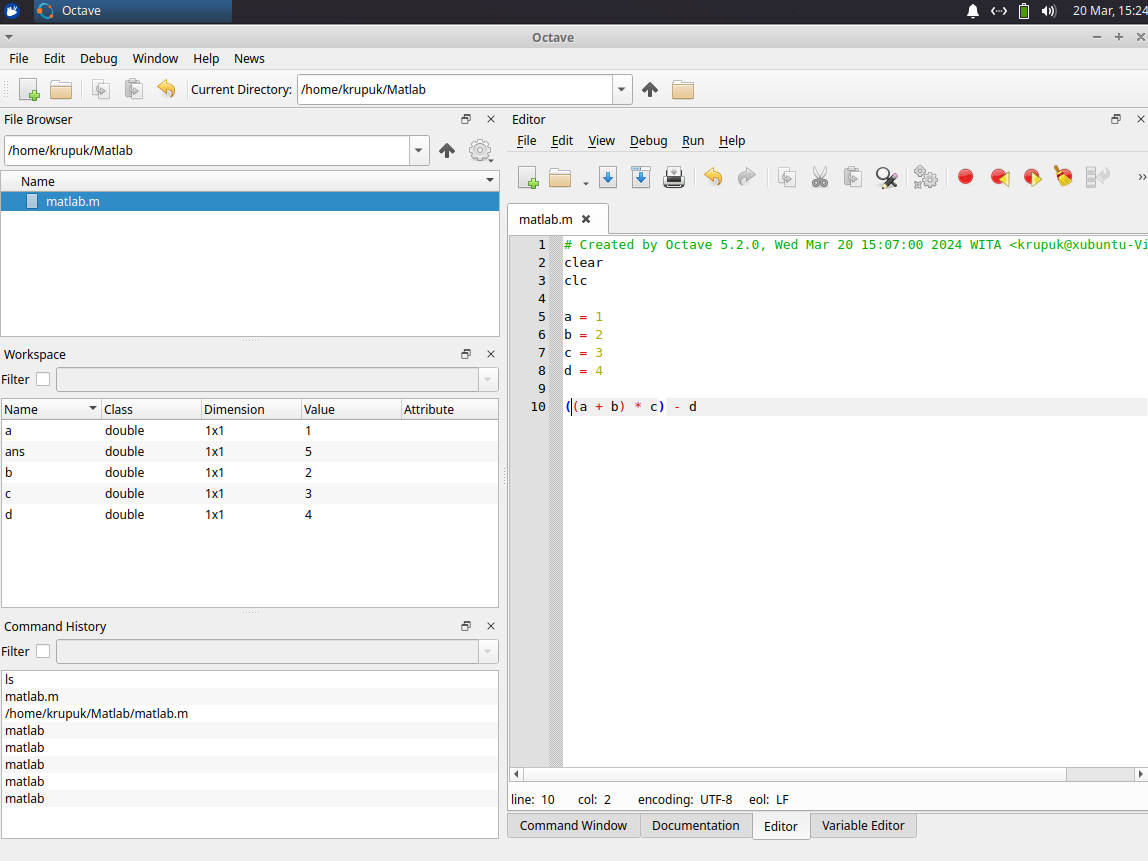 Octave
20 Mar, 15:24
Octave
File Edit Debug Window Help News
Current Directory: /home/krupuk/Matlab
File Browser
/home/krupuk/Matlab
Name
matlab.m
Workspace
Filter
Name Class Dimension Value Attribute
a double 1x1 1
ans double 1x1 5
b double 1x1 2
c double 1x1 3
d double 1x1 4
Command History
Filter
ls
matlab.m
/home/krupuk/Matlab/matlab.m
matlab
matlab
matlab
matlab
matlab
Editor
File Edit View Debug Run Help
matlab.m
1 # Created by Octave 5.2.0, Wed Mar 20 15:07:00 2024 WITA <krupuk@xubuntu-Vi
2 clear
3 clc
4
5 a = 1
6 b = 2
7 c = 3
8 d = 4
9
10 ((a + b) * c) - d
line: 10 col: 2 encoding: UTF-8 eol: LF
Command Window Documentation Editor Variable Editor